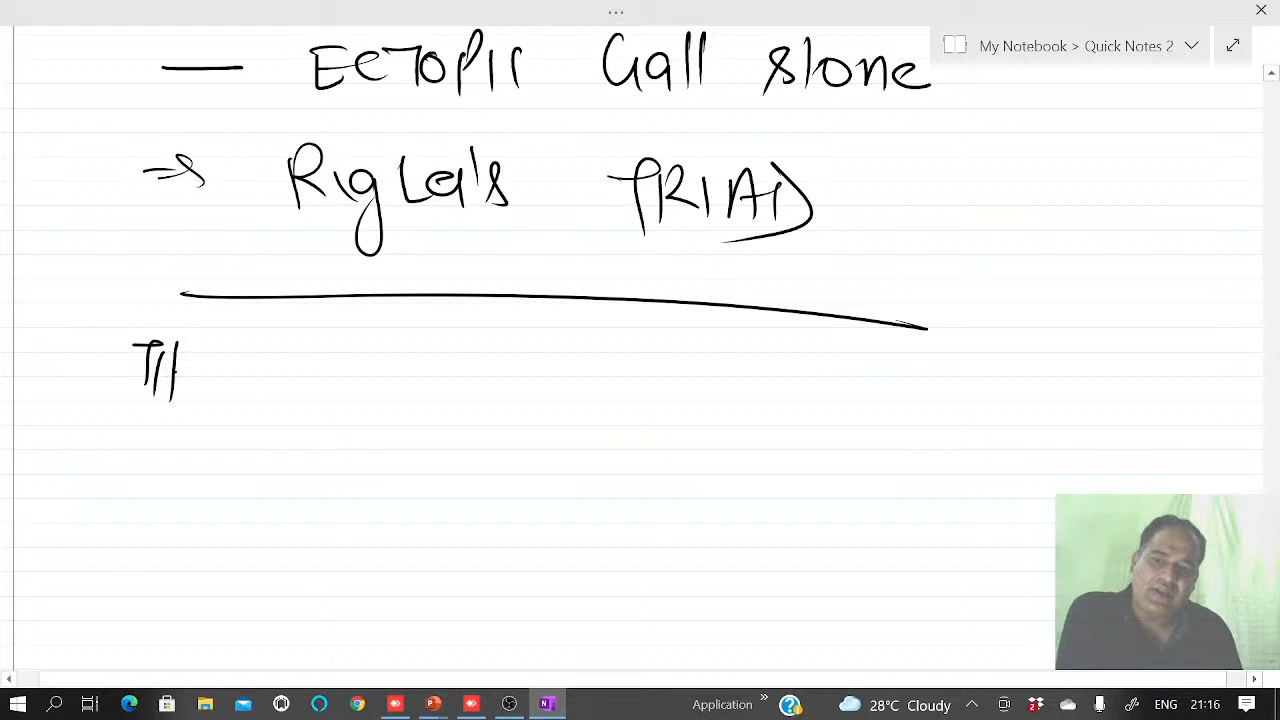 ...
My Notebook > Quick Notes 2
— Ectopic Gall stone
⇒ Rigler's TRIAD
T/t
Application
»
28°C Cloudy
ENG
21:16